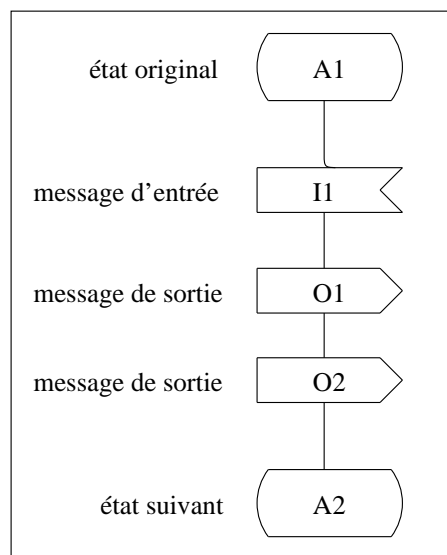 état original A1
message d'entrée I1
message de sortie O1
message de sortie O2
état suivant A2